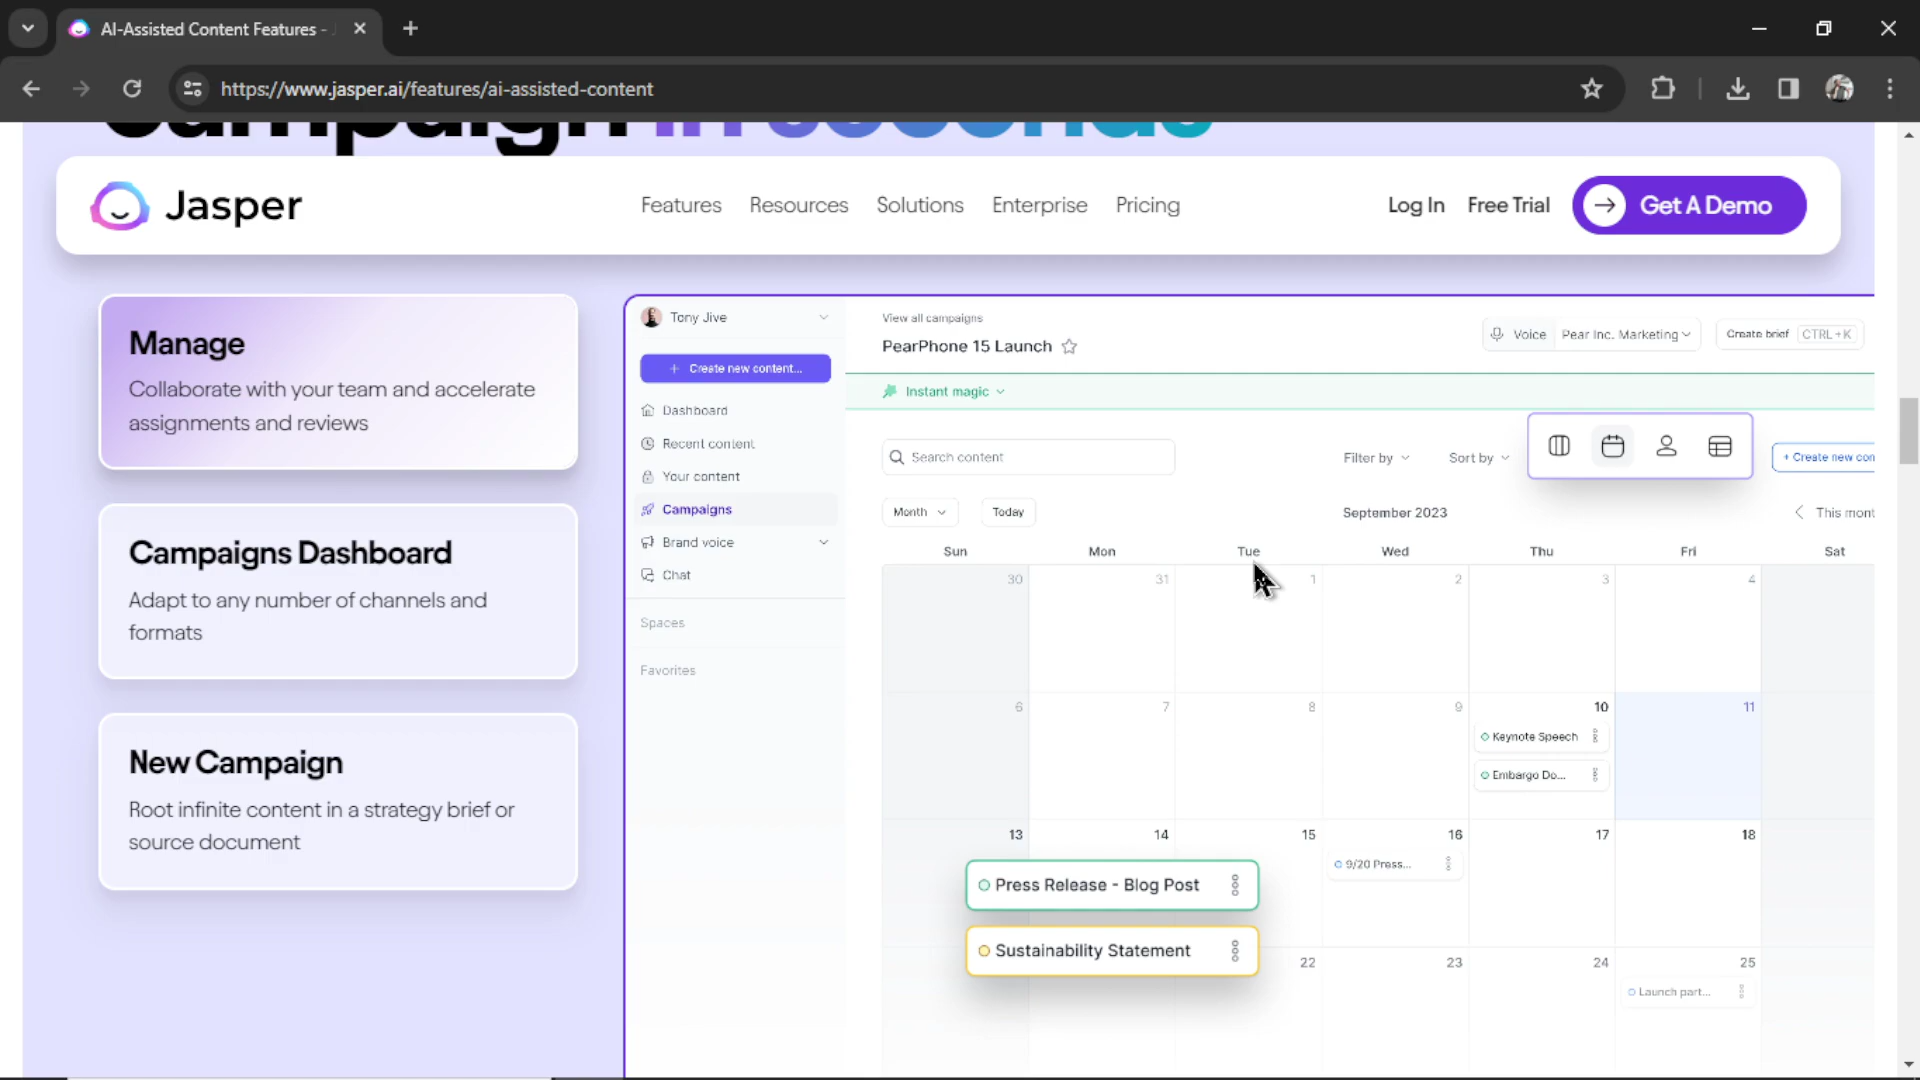 AI-Assisted Content Features -
https://www.jasper.ai/features/ai-assisted-content
campaign in seconds
Jasper
Features
Resources
Solutions
Enterprise
Pricing
Log In
Free Trial
Get A Demo
Manage
Collaborate with your team and accelerate
assignments and reviews
Campaigns Dashboard
Adapt to any number of channels and
formats
New Campaign
Root infinite content in a strategy brief or
source document
Tony Jive
+ Create new content...
Dashboard
Recent content
Your content
Campaigns
Brand voice
Chat
Spaces
Favorites
View all campaigns
PearPhone 15 Launch
Voice
Pear Inc. Marketing
Create brief CTRL+K
Instant magic
Search content
Filter by
Sort by
+ Create new con
Month
Today
September 2023
This mont
Sun Mon Tue Wed Thu Fri Sat
30 31 1 2 3 4
6 7 8 9 10 11
Keynote Speech
Embargo Do...
13 14 15 16 17 18
9/20 Press...
Press Release - Blog Post
Sustainability Statement
22 23 24 25
Launch part...